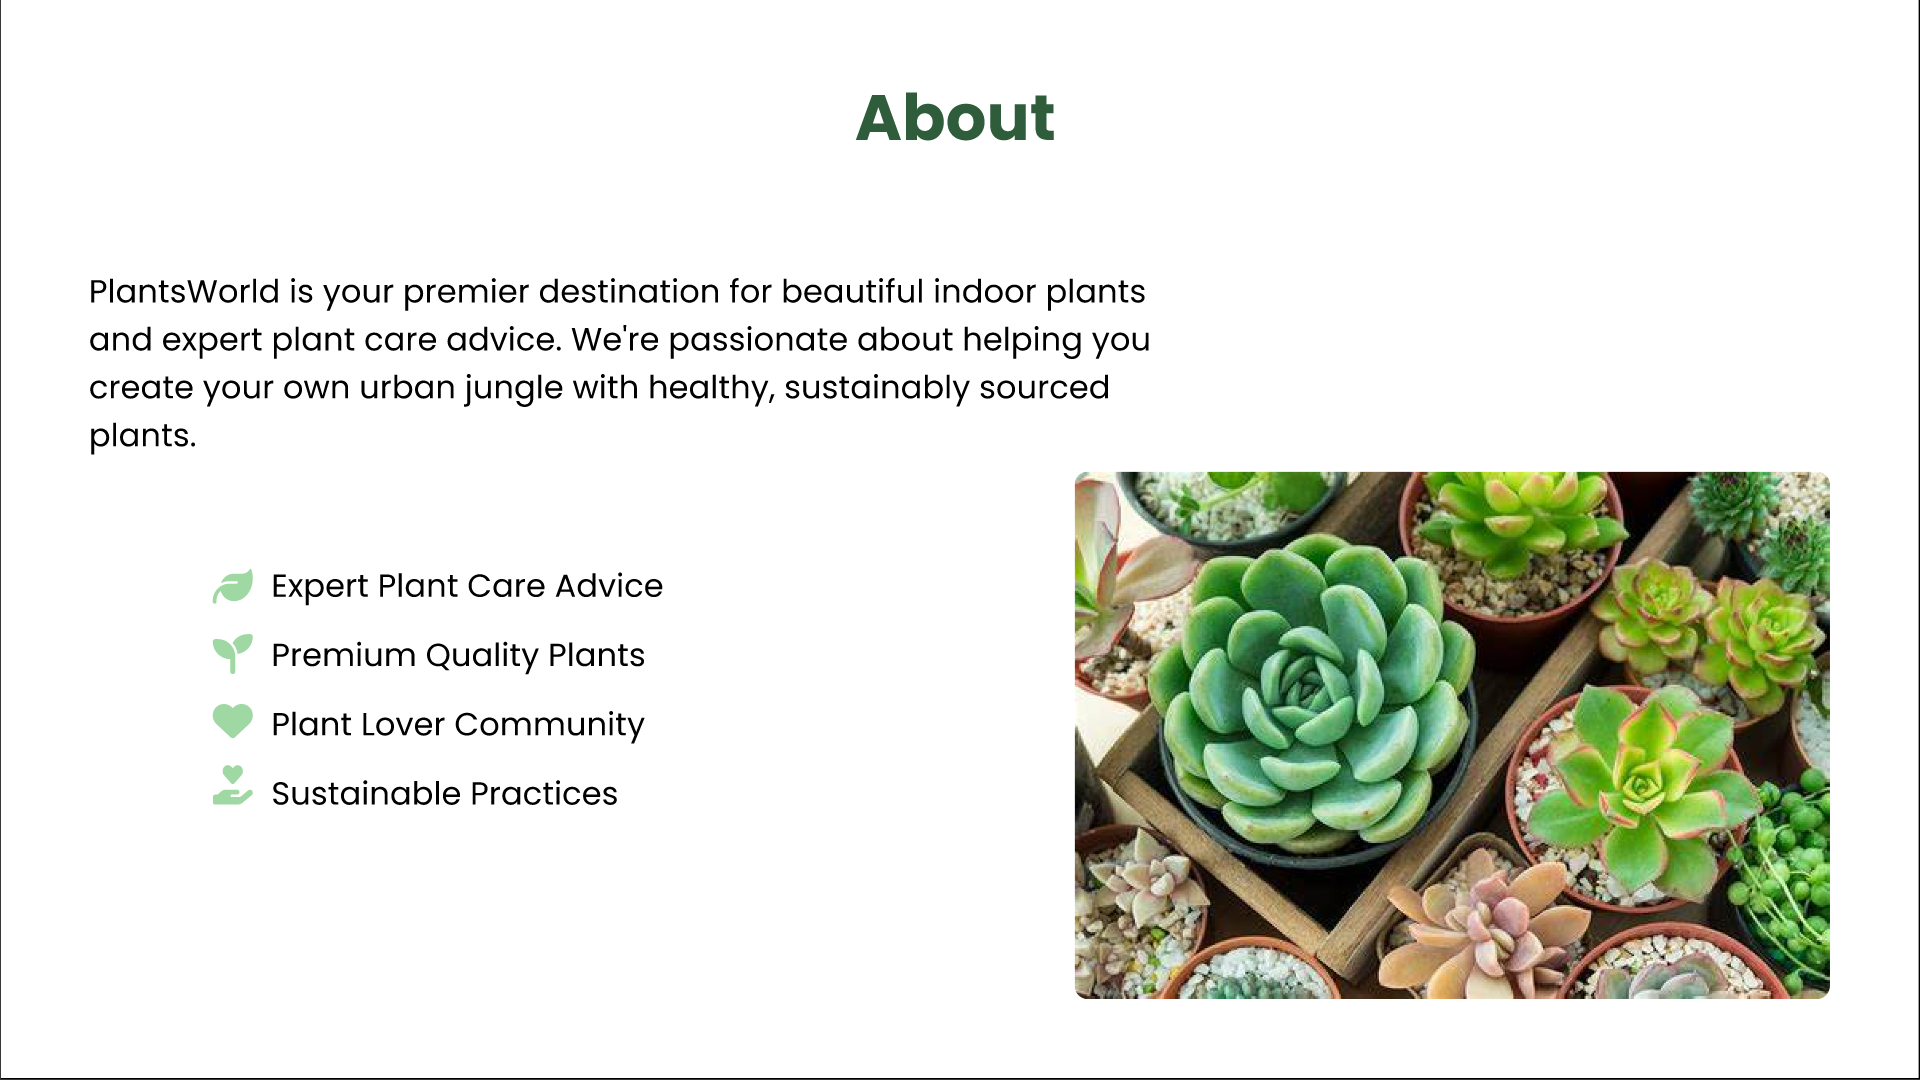 About
PlantsWorld is your premier destination for beautiful indoor plants
and expert plant care advice. We're passionate about helping you
create your own urban jungle with healthy, sustainably sourced
plants.
Expert Plant Care Advice
Premium Quality Plants
Plant Lover Community
Sustainable Practices